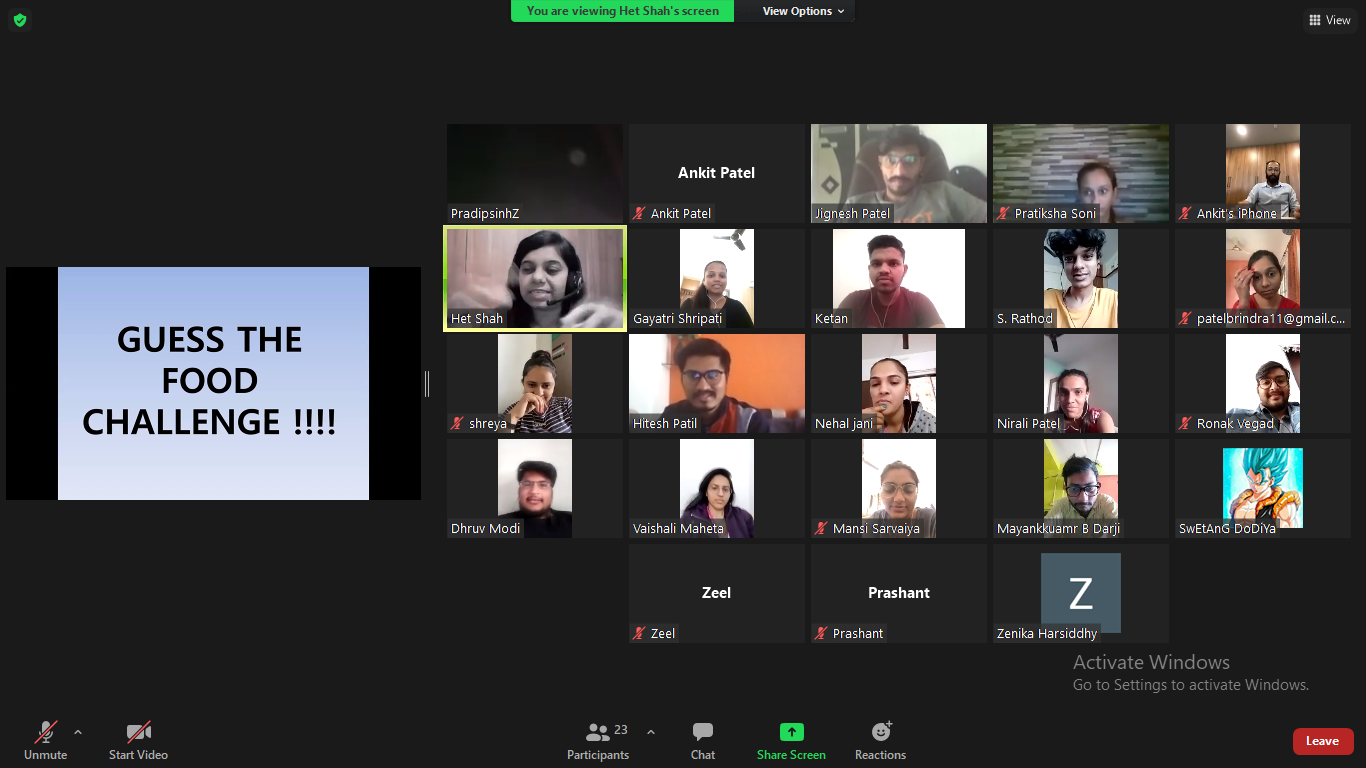 You are viewing Het Shah's screen
View Options
View
GUESS THE
FOOD
CHALLENGE !!!!
PradipsinhZ
Ankit Patel
Ankit Patel
Jignesh Patel
Pratiksha Soni
Ankit's iPhone
Het Shah
Gayatri Shripati
Ketan
S. Rathod
patelbrindra11@gmail.c...
shreya
Hitesh Patil
Nehal jani
Nirali Patel
Ronak Vegad
Dhruv Modi
Vaishali Maheta
Mansi Sarvaiya
Mayankkuamr B Darji
SwEtAnG DoDiYa
Zeel
Zeel
Prashant
Prashant
Z
Zenika Harsiddhy
Activate Windows
Go to Settings to activate Windows.
Unmute
Start Video
23
Participants
Chat
Share Screen
Reactions
Leave